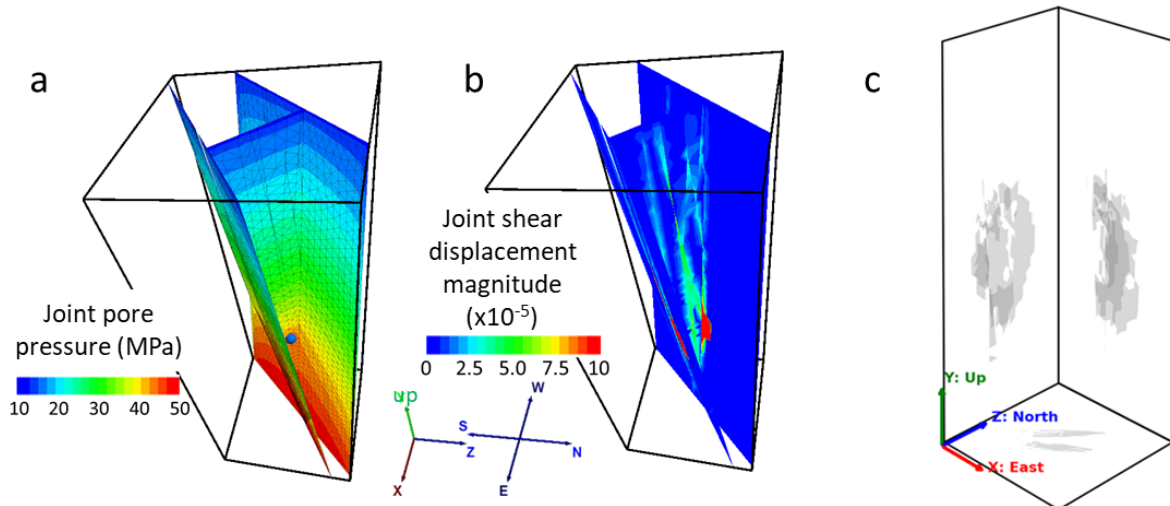 a
b
c
Joint pore
pressure (MPa)
10 20 30 40 50
Joint shear
displacement
magnitude
(x10⁻⁵)
0 2.5 5 7.5 10
up
Z
X
W
S
N
E
Y: Up
Z: North
X: East